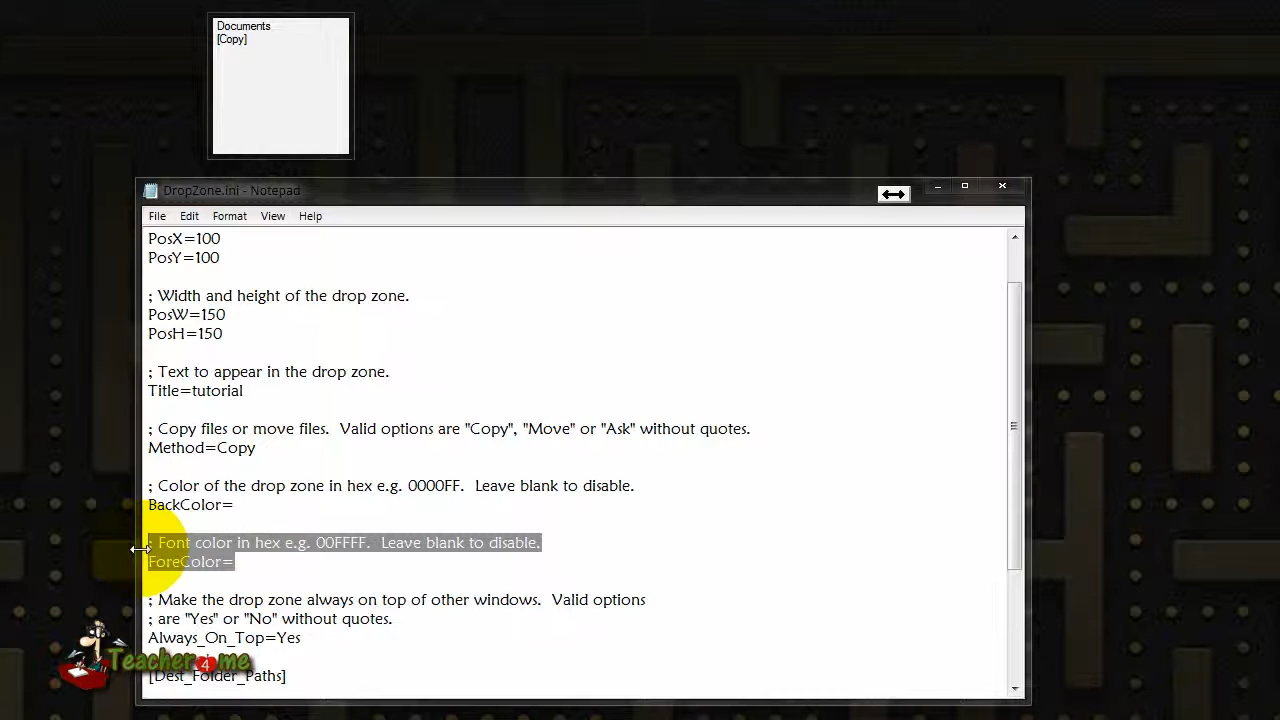 Documents
[Copy]
DropZone.ini - Notepad
File Edit Format View Help
PosX=100
PosY=100
; Width and height of the drop zone.
PosW=150
PosH=150
; Text to appear in the drop zone.
Title=tutorial
; Copy files or move files.  Valid options are "Copy", "Move" or "Ask" without quotes.
Method=Copy
; Color of the drop zone in hex e.g. 0000FF.  Leave blank to disable.
BackColor=
; Font color in hex e.g. 00FFFF.  Leave blank to disable.
ForeColor=
; Make the drop zone always on top of other windows.  Valid options
; are "Yes" or "No" without quotes.
Always_On_Top=Yes
Teacher4me
[Dest_Folder_Paths]